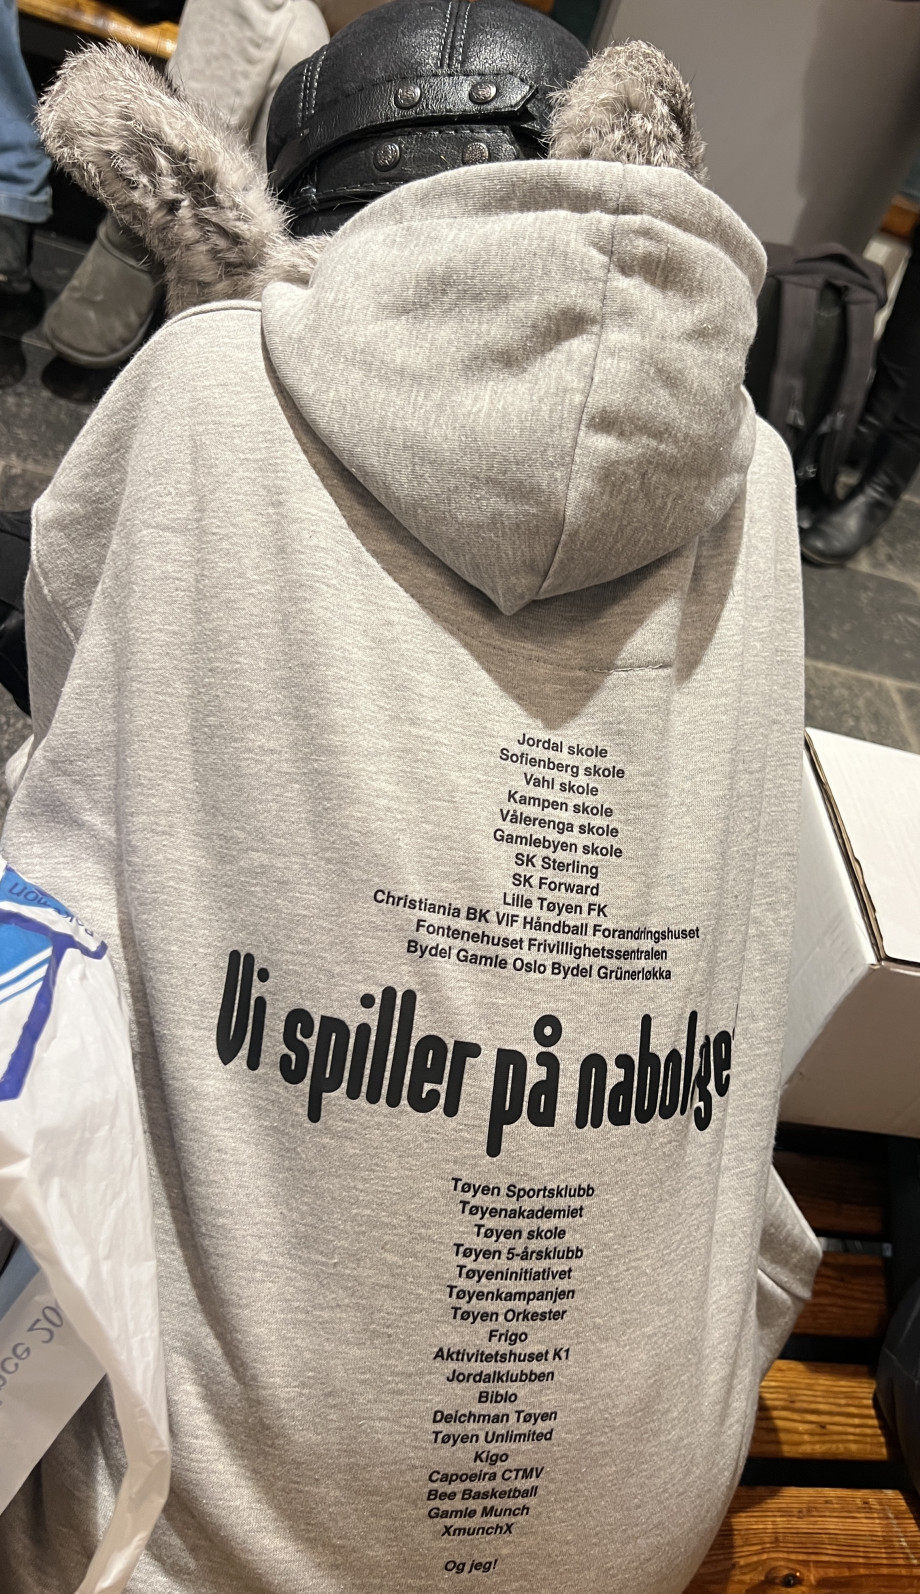 Jordal skole
Sofienberg skole
Vahl skole
Kampen skole
Vålerenga skole
Gamlebyen skole
SK Sterling
SK Forward
Lille Tøyen FK
Christiania BK VIF Håndball Forandringshuset
Fontenehuset Frivillighetssentralen
Bydel Gamle Oslo Bydel Grünerløkka
Vi spiller på
Tøyen Sportsklubb
Tøyenakademiet
Tøyen skole
Tøyen 5-årsklubb
Tøyeninitiativet
Tøyenkampanjen
Tøyen Orkester
Frigo
Aktivitetshuset K1
Jordalklubben
Biblo
Deichman Tøyen
Tøyen Unlimited
Kigo
Capoeira CTMV
Bee Basketball
Gamle Munch
XmunchX
Og jeg!